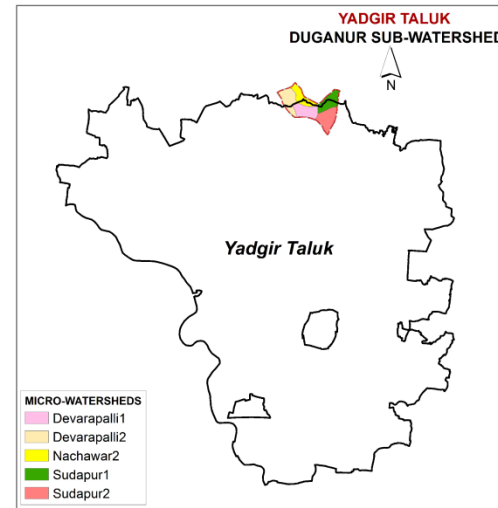 YADGIR TALUK
DUGANUR SUB-WATERSHED
N
Yadgir Taluk
MICRO-WATERSHEDS
Devarapalli1
Devarapalli2
Nachawar2
Sudapur1
Sudapur2